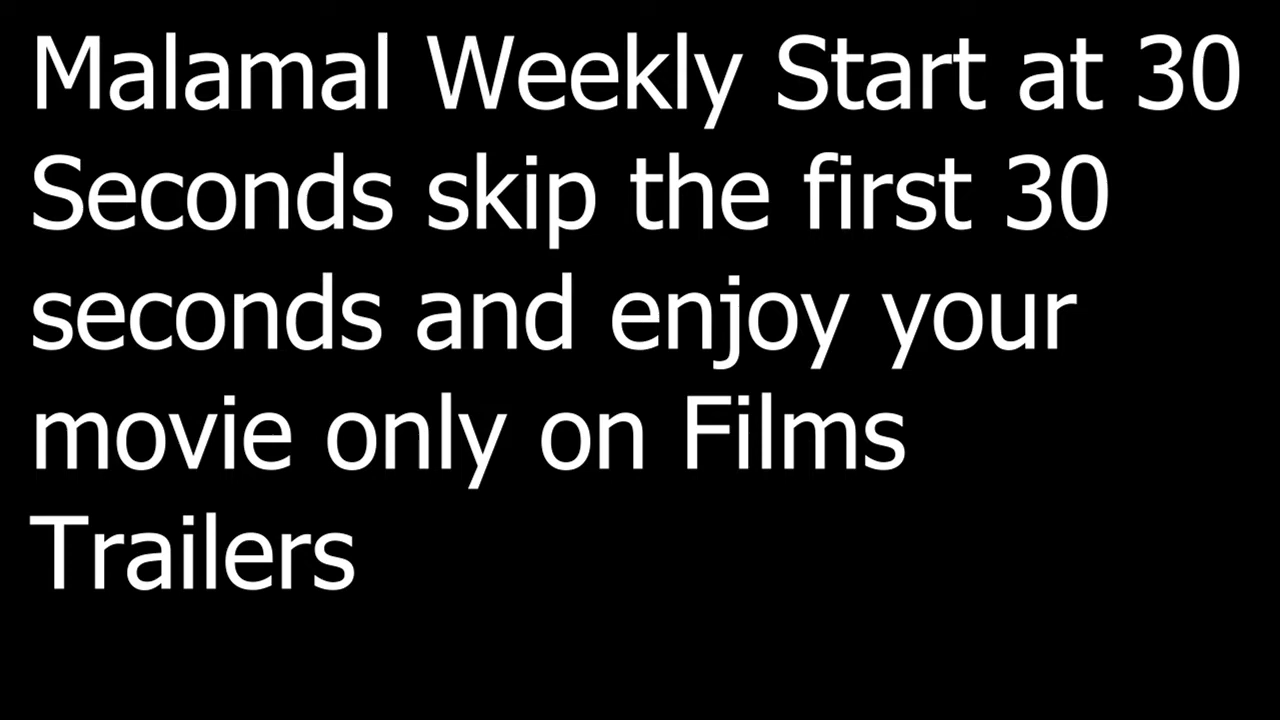 Malamal Weekly Start at 30
Seconds skip the first 30
seconds and enjoy your
movie only on Films
Trailers